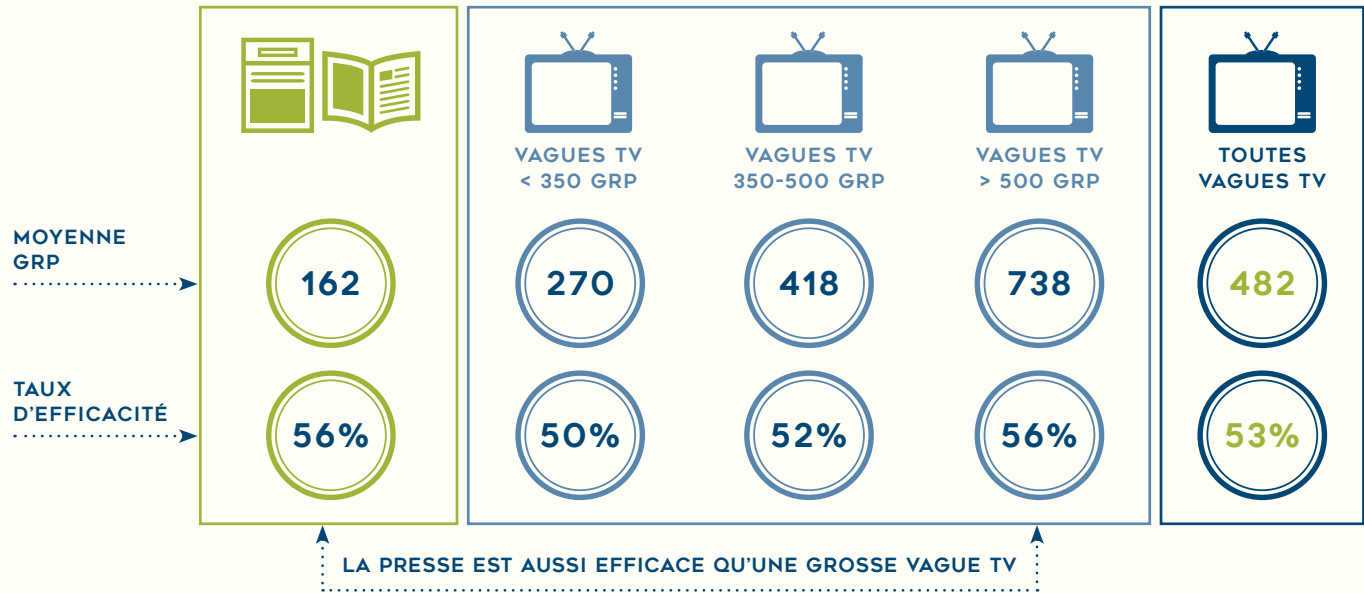 VAGUES TV
< 350 GRP
VAGUES TV
350-500 GRP
VAGUES TV
> 500 GRP
TOUTES
VAGUES TV
MOYENNE
GRP
162
270
418
738
482
TAUX
D'EFFICACITÉ
56%
50%
52%
56%
53%
LA PRESSE EST AUSSI EFFICACE QU'UNE GROSSE VAGUE TV